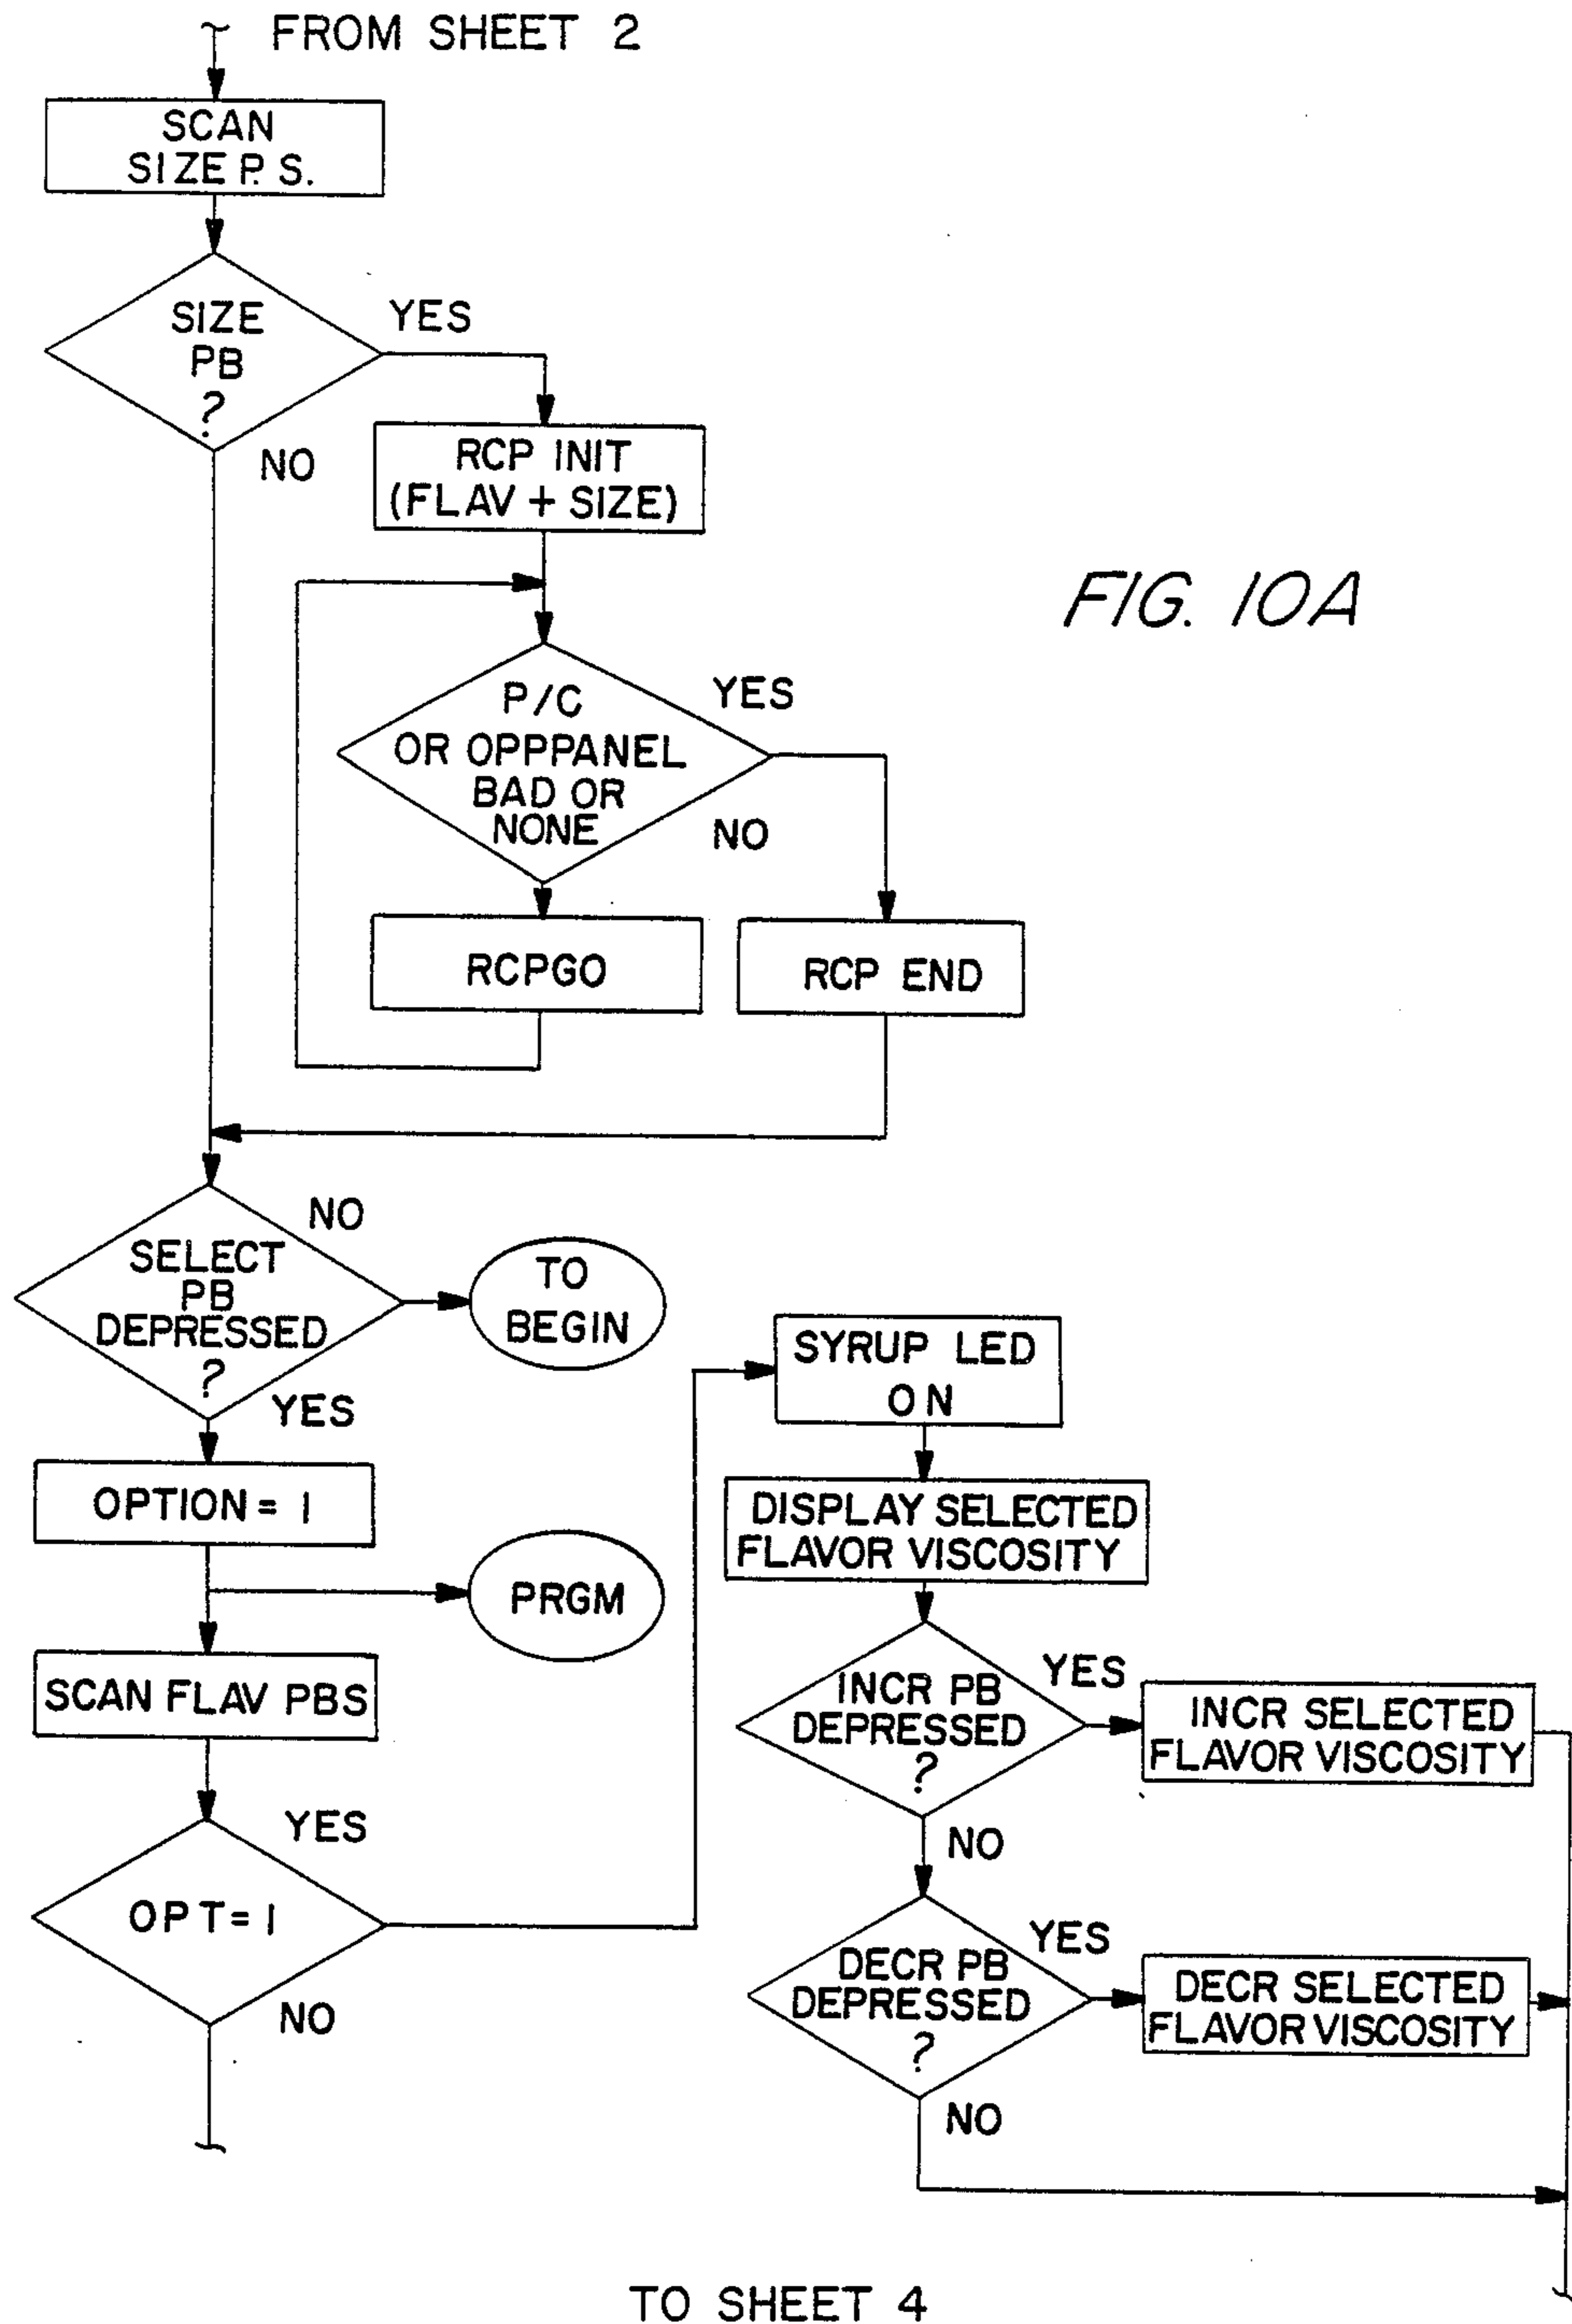 FROM SHEET 2
SCAN
SIZE P. S.
SIZE
PB
?
YES
NO
RCP INIT
(FLAV + SIZE)
FIG. 10A
P/C
OR OPPPANEL
BAD OR
NONE
YES
NO
RCPGO
RCP END
SELECT
PB
DEPRESSED
?
NO
YES
TO
BEGIN
OPTION = 1
PRGM
SCAN FLAV PBS
OPT = 1
YES
NO
SYRUP LED
ON
DISPLAY SELECTED
FLAVOR VISCOSITY
INCR PB
DEPRESSED
?
YES
NO
INCR SELECTED
FLAVOR VISCOSITY
DECR PB
DEPRESSED
?
YES
NO
DECR SELECTED
FLAVOR VISCOSITY
TO SHEET 4